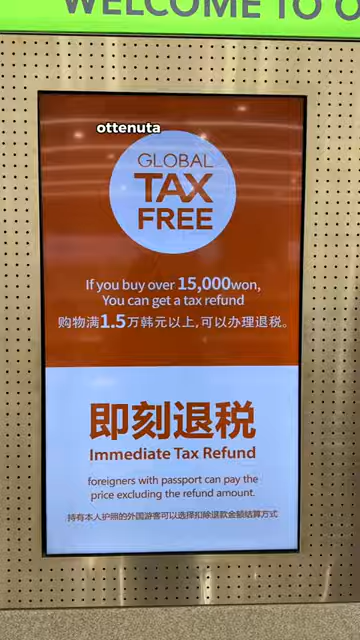 WELCOME TO O
ottenuta
GLOBAL
TAX
FREE
If you buy over 15,000won,
You can get a tax refund
购物满1.5万韩元以上,可以办理退税。
即刻退税
Immediate Tax Refund
foreigners with passport can pay the
price excluding the refund amount.
持有本人护照的外国游客可以选择扣除退款金额结算方式